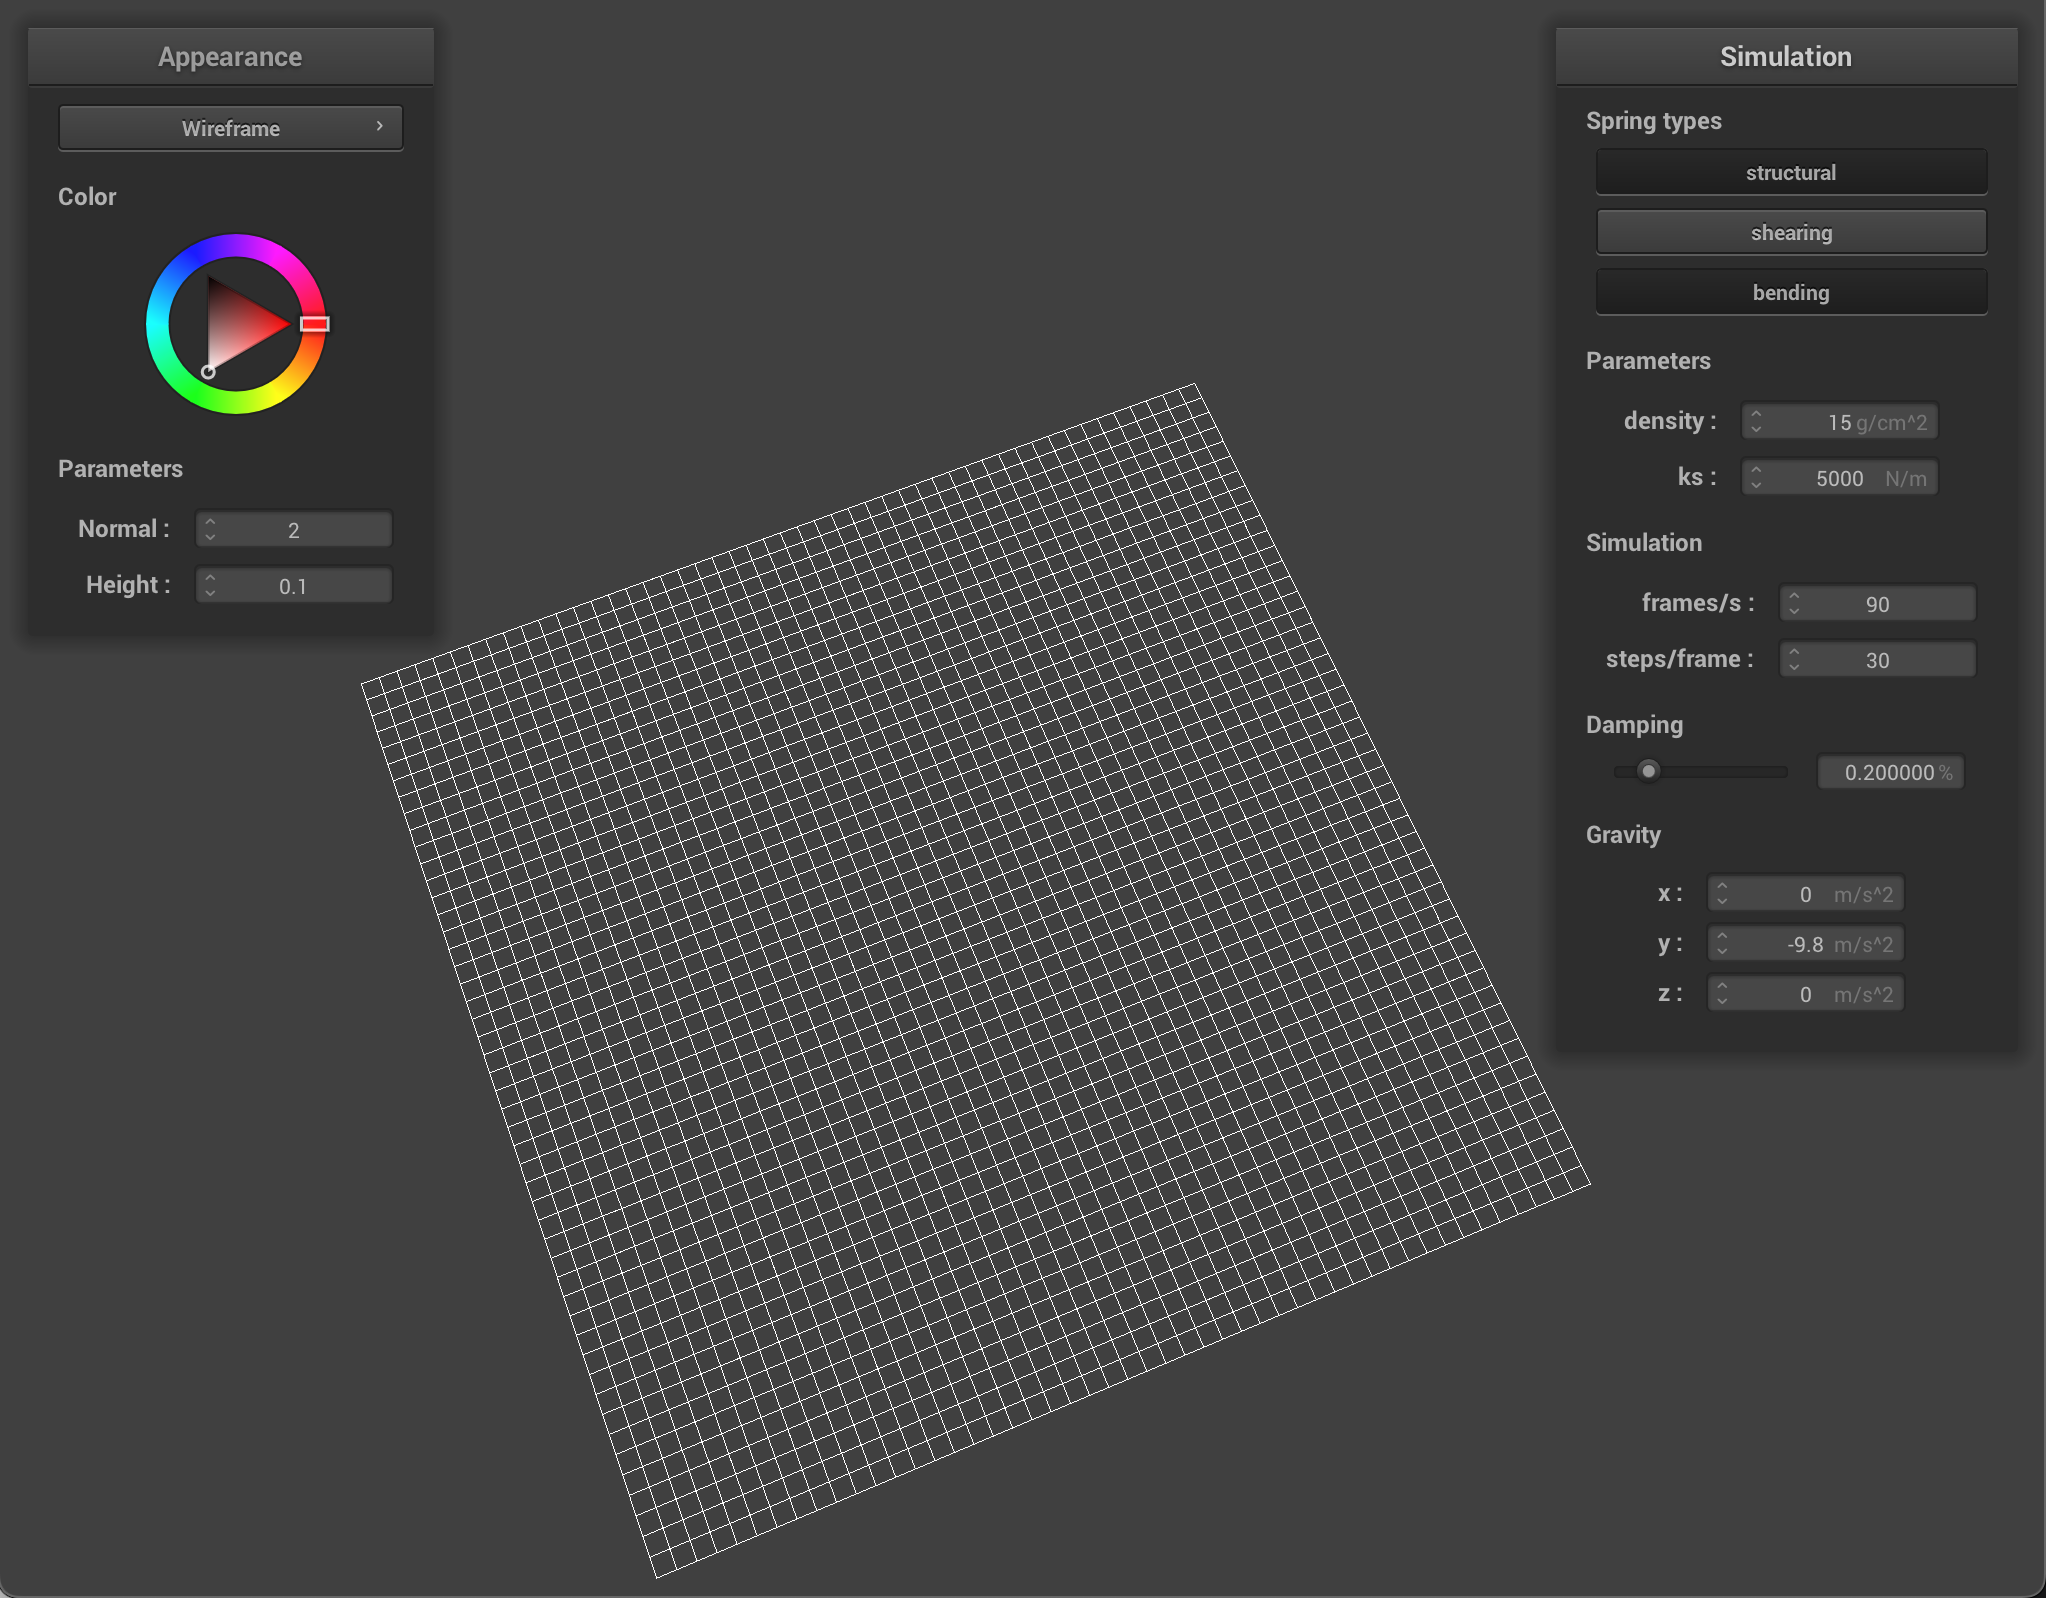 Appearance
Wireframe
Color
Parameters
Normal : 2
Height : 0.1
Simulation
Spring types
structural
shearing
bending
Parameters
density : 15 g/cm^2
ks : 5000 N/m
Simulation
frames/s : 90
steps/frame : 30
Damping
0.200000 %
Gravity
x : 0 m/s^2
y : -9.8 m/s^2
z : 0 m/s^2